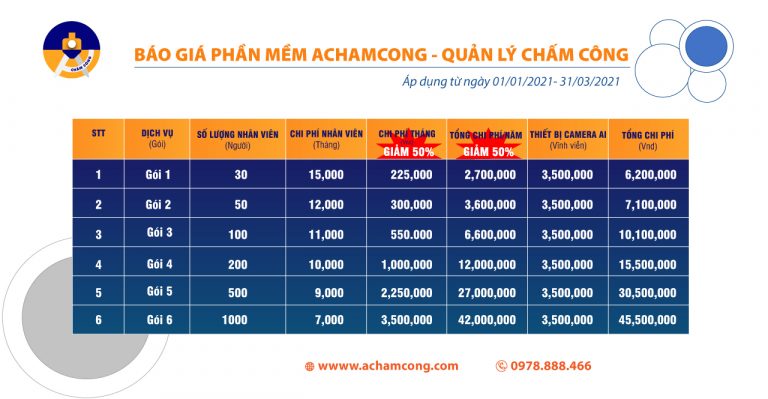 CHẤM CÔNG
BÁO GIÁ PHẦN MỀM ACHAMCONG - QUẢN LÝ CHẤM CÔNG
Áp dụng từ ngày 01/01/2021- 31/03/2021
STT DỊCH VỤ SỐ LƯỢNG NHÂN VIÊN CHI PHÍ NHÂN VIÊN CHI PHÍ THÁNG TỔNG CHI PHÍ/NĂM THIẾT BỊ CAMERA AI TỔNG CHI PHÍ
(Gói) (Người) (Tháng) GIẢM 50% GIẢM 50% (Vĩnh viễn) (Vnd)
1 Gói 1 30 15,000 225,000 2,700,000 3,500,000 6,200,000
2 Gói 2 50 12,000 300,000 3,600,000 3,500,000 7,100,000
3 Gói 3 100 11,000 550.000 6,600,000 3,500,000 10,100,000
4 Gói 4 200 10,000 1,000,000 12,000,000 3,500,000 15,500,000
5 Gói 5 500 9,000 2,250,000 27,000,000 3,500,000 30,500,000
6 Gói 6 1000 7,000 3,500,000 42,000,000 3,500,000 45,500,000
www.achamcong.com 0978.888.466